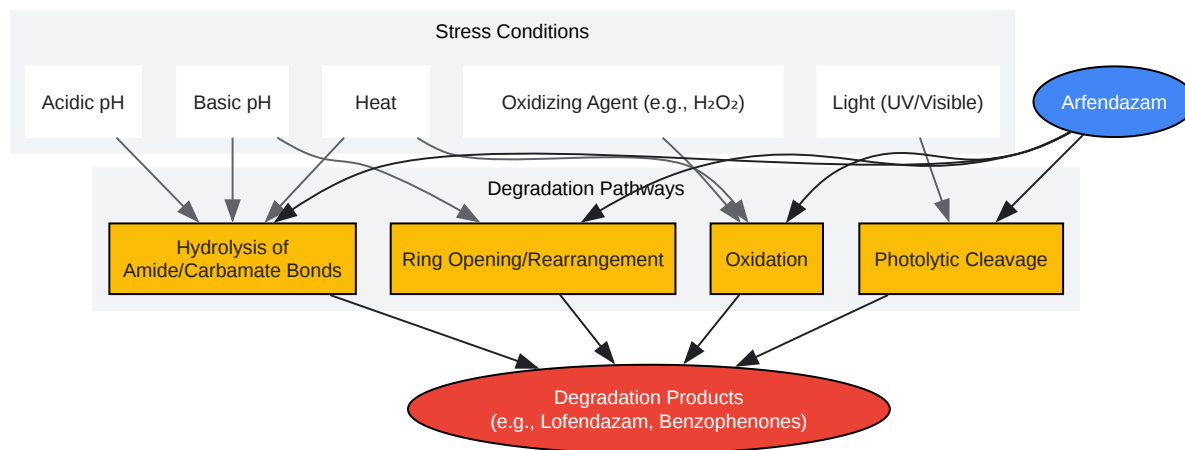 Stress Conditions
Acidic pH
Basic pH
Heat
Oxidizing Agent (e.g., H₂O₂)
Light (UV/Visible)
Arfendazam
Degradation Pathways
Hydrolysis of
Amide/Carbamate Bonds
Ring Opening/Rearrangement
Oxidation
Photolytic Cleavage
Degradation Products
(e.g., Lofendazam, Benzophenones)